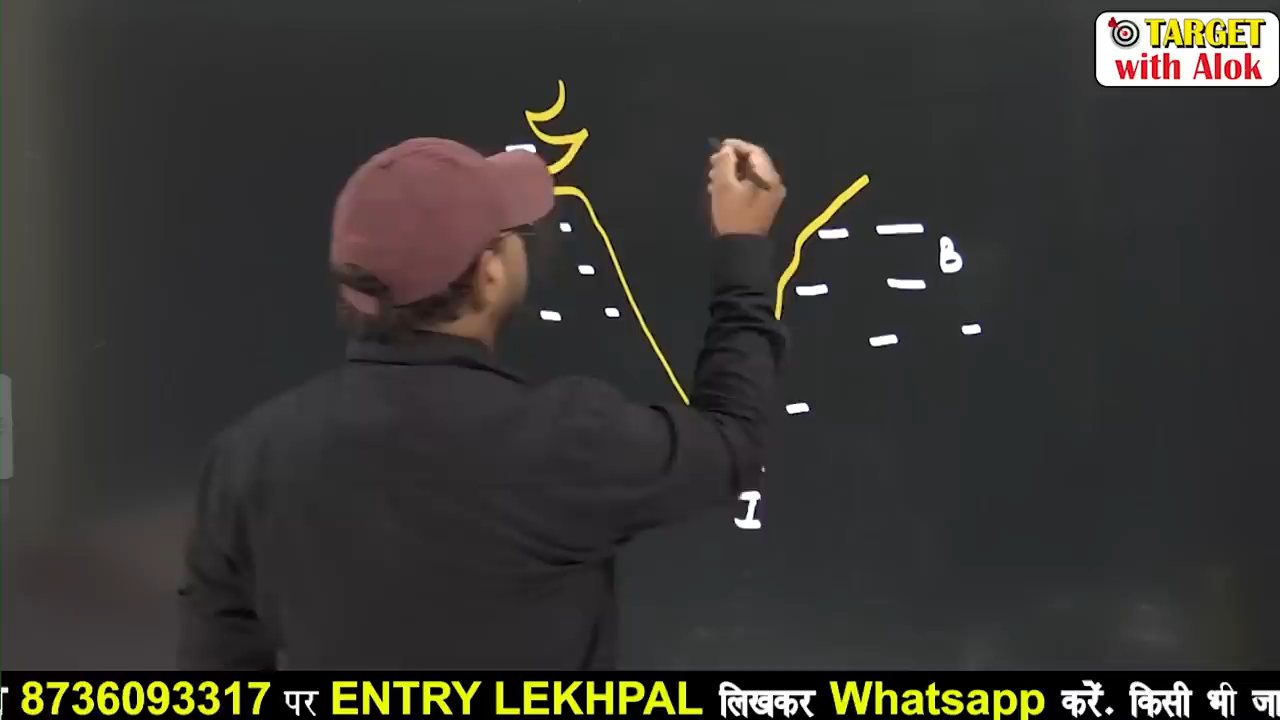 TARGET
with Alok
B
I
8736093317 पर ENTRY LEKHPAL लिखकर Whatsapp करें. किसी भी जा